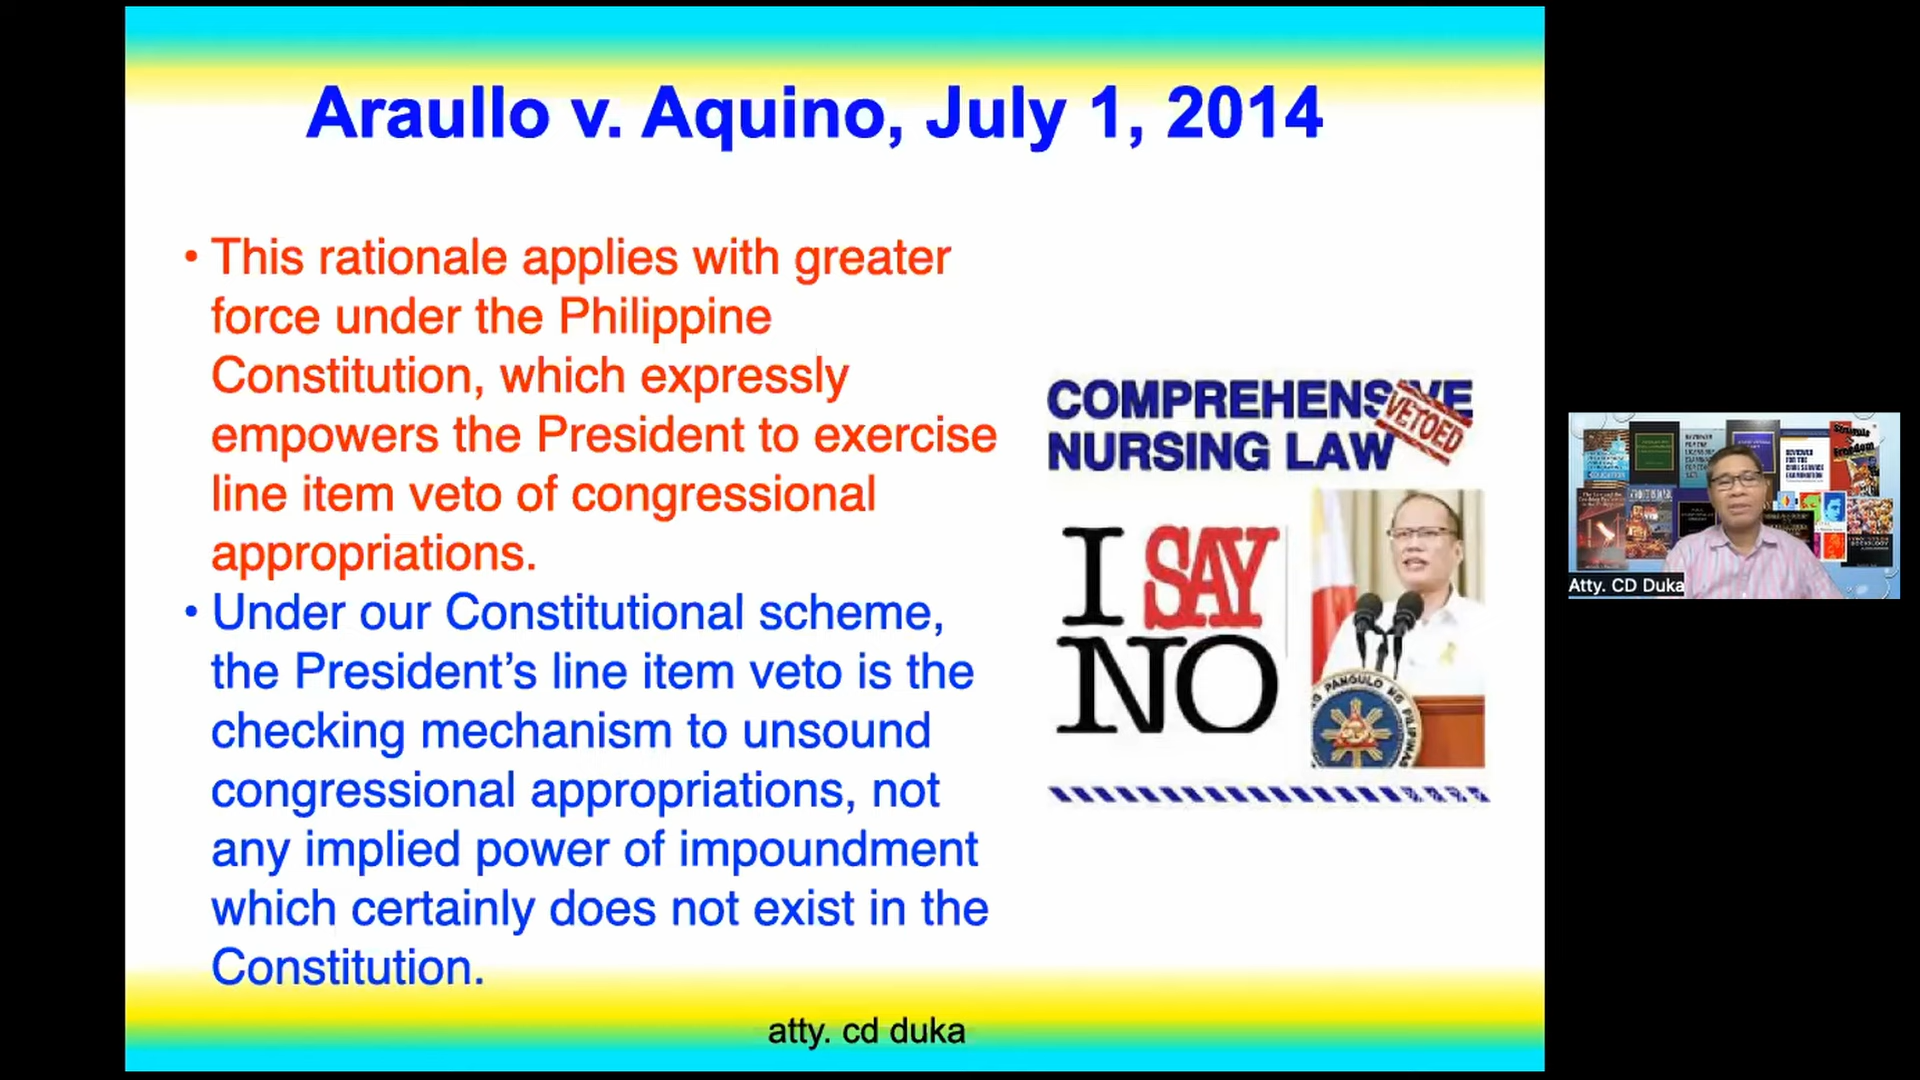 Araullo v. Aquino, July 1, 2014
• This rationale applies with greater
force under the Philippine
Constitution, which expressly
empowers the President to exercise
line item veto of congressional
appropriations.
• Under our Constitutional scheme,
the President’s line item veto is the
checking mechanism to unsound
congressional appropriations, not
any implied power of impoundment
which certainly does not exist in the
Constitution.
COMPREHENSIVE
NURSING LAW
VETOED
I SAY
NO
atty. cd duka
Atty. CD Duka